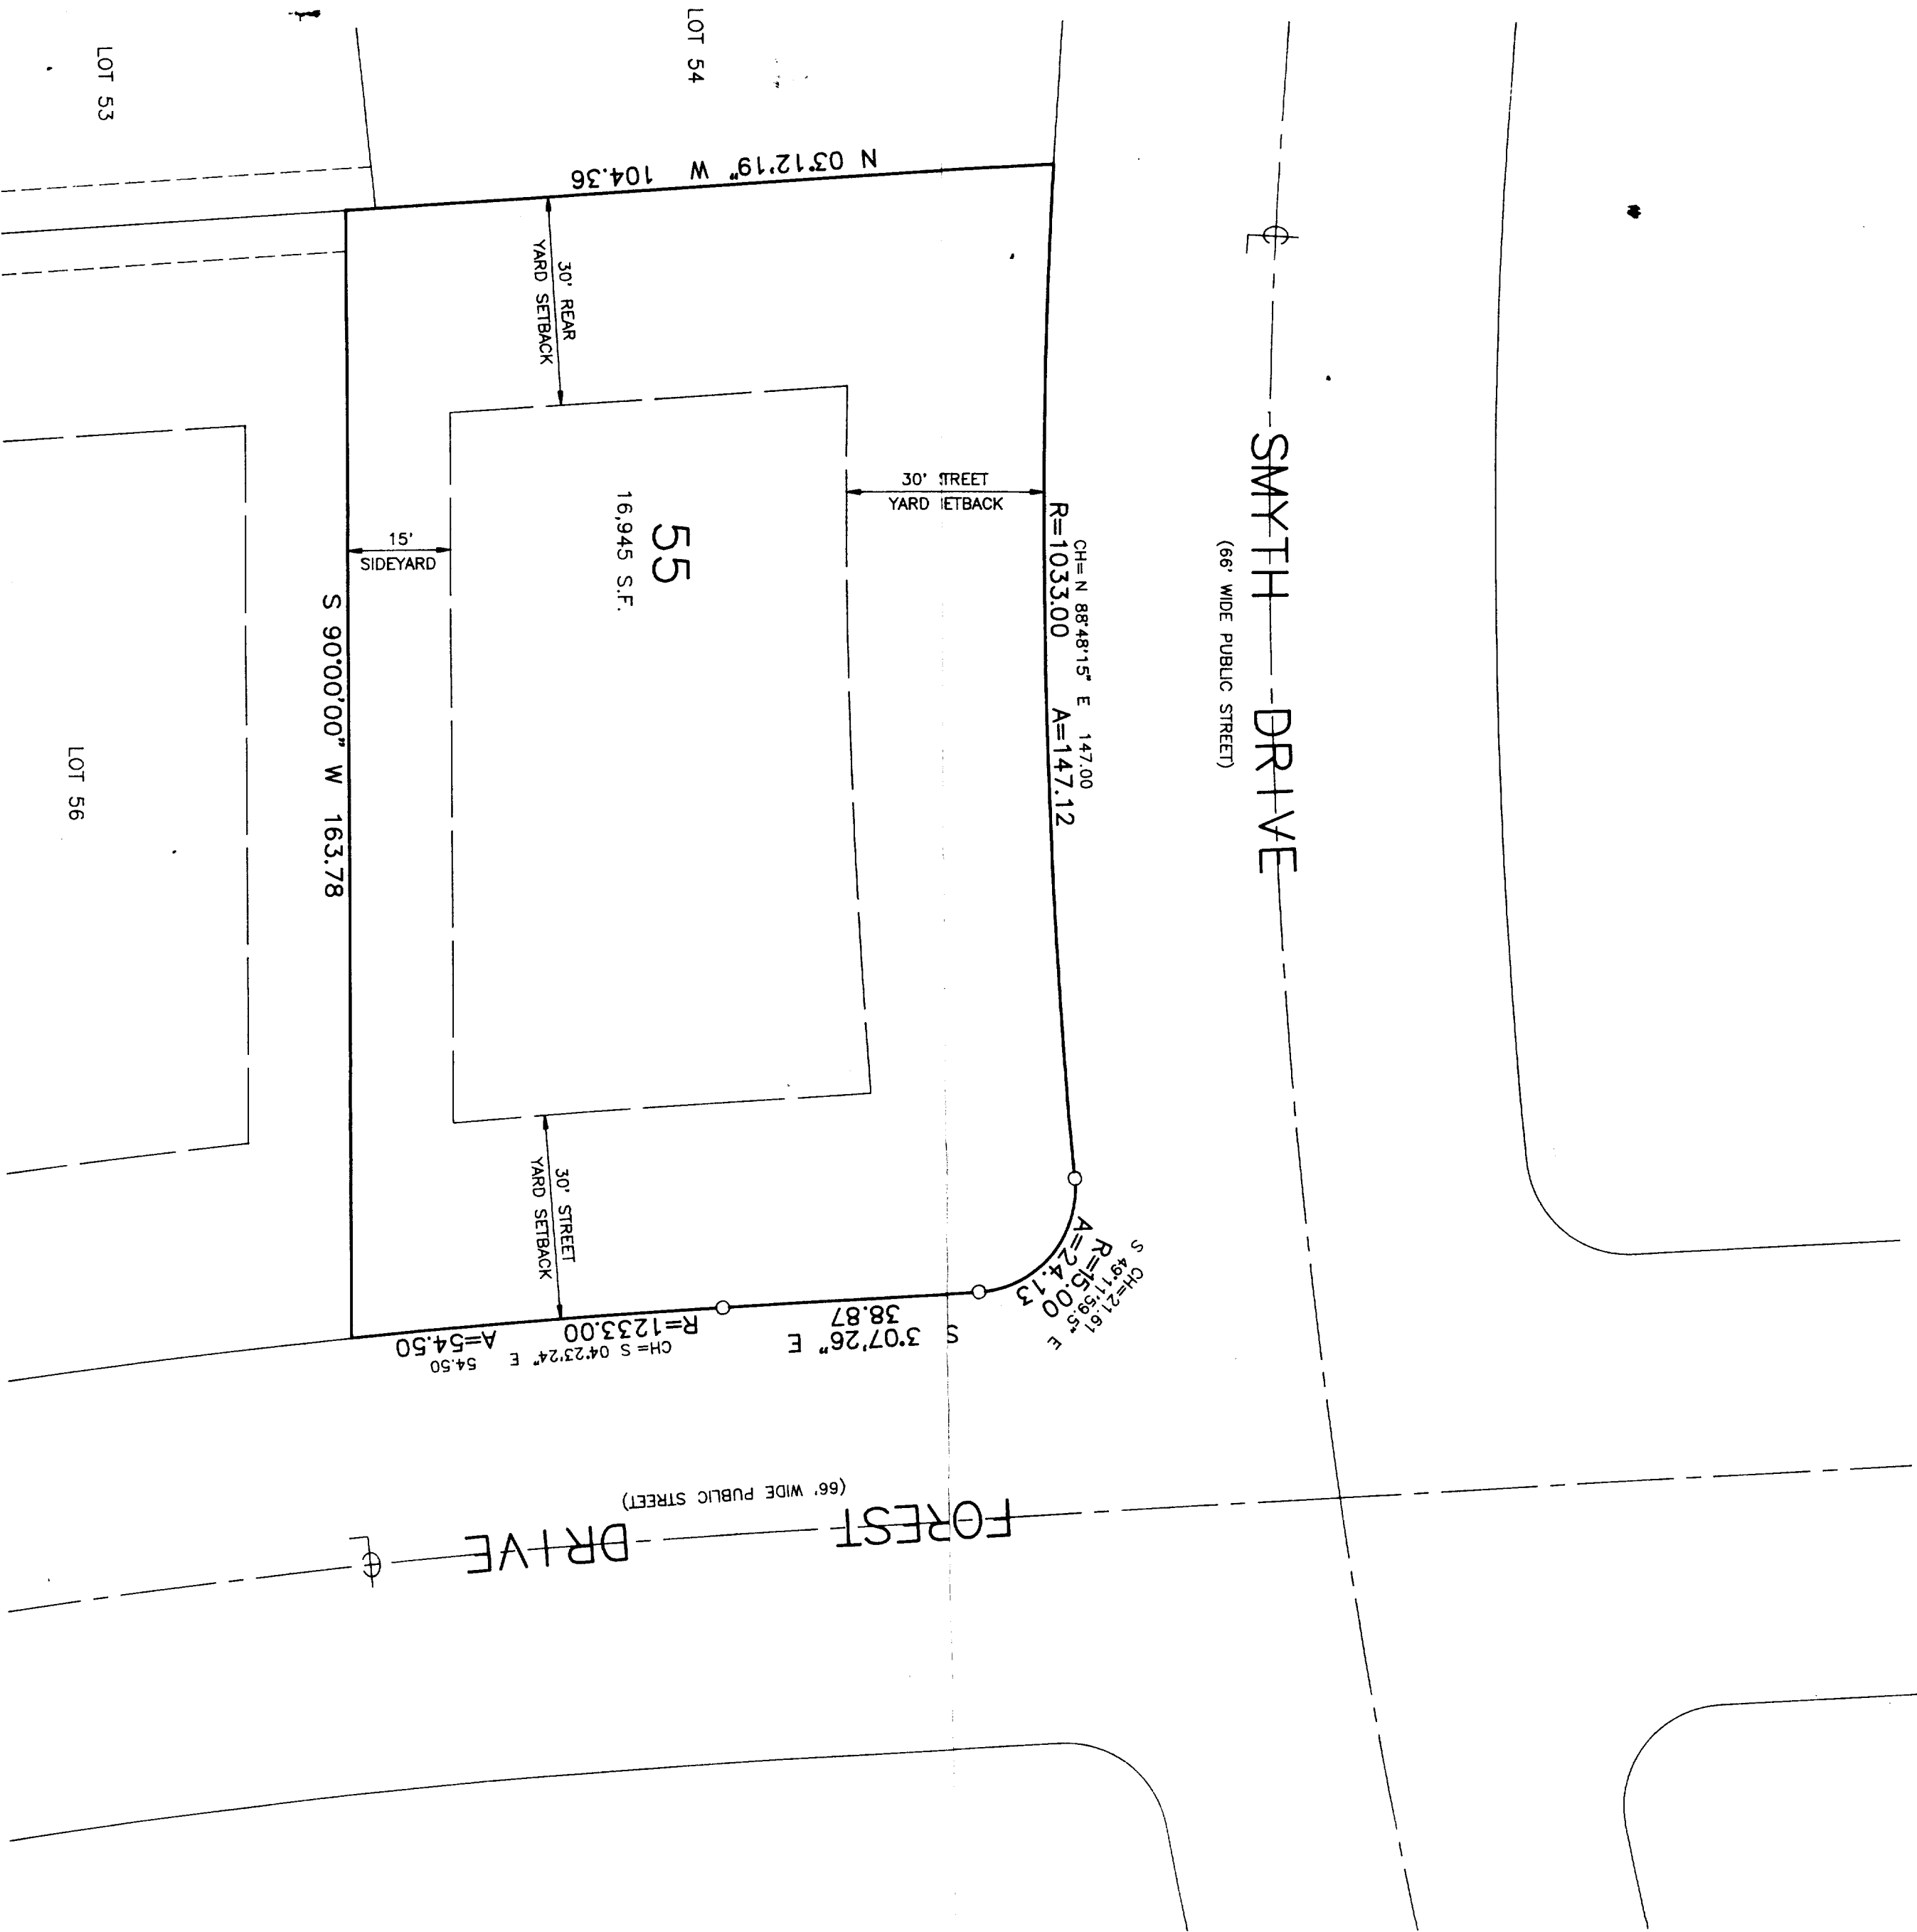 LOT 53
LOT 54
N 03°12'19" W 104.36
30' REAR
YARD SETBACK
30' STREET
YARD SETBACK
SMYTH DRIVE
(66' WIDE PUBLIC STREET)
CH= N 88°48'15" E 147.00
R=1033.00 A=147.12
55
16,945 S.F.
15'
SIDEYARD
S 90°00'00" W 163.78
LOT 56
30' STREET
YARD SETBACK
S 49°11'59.5" E
CH=21.61
R=15.00
A=24.13
S 3°07'26" E
38.87
R=1233.00 A=54.50
CH= S 04°23'24" E 54.50
(66' WIDE PUBLIC STREET)
FOREST DRIVE